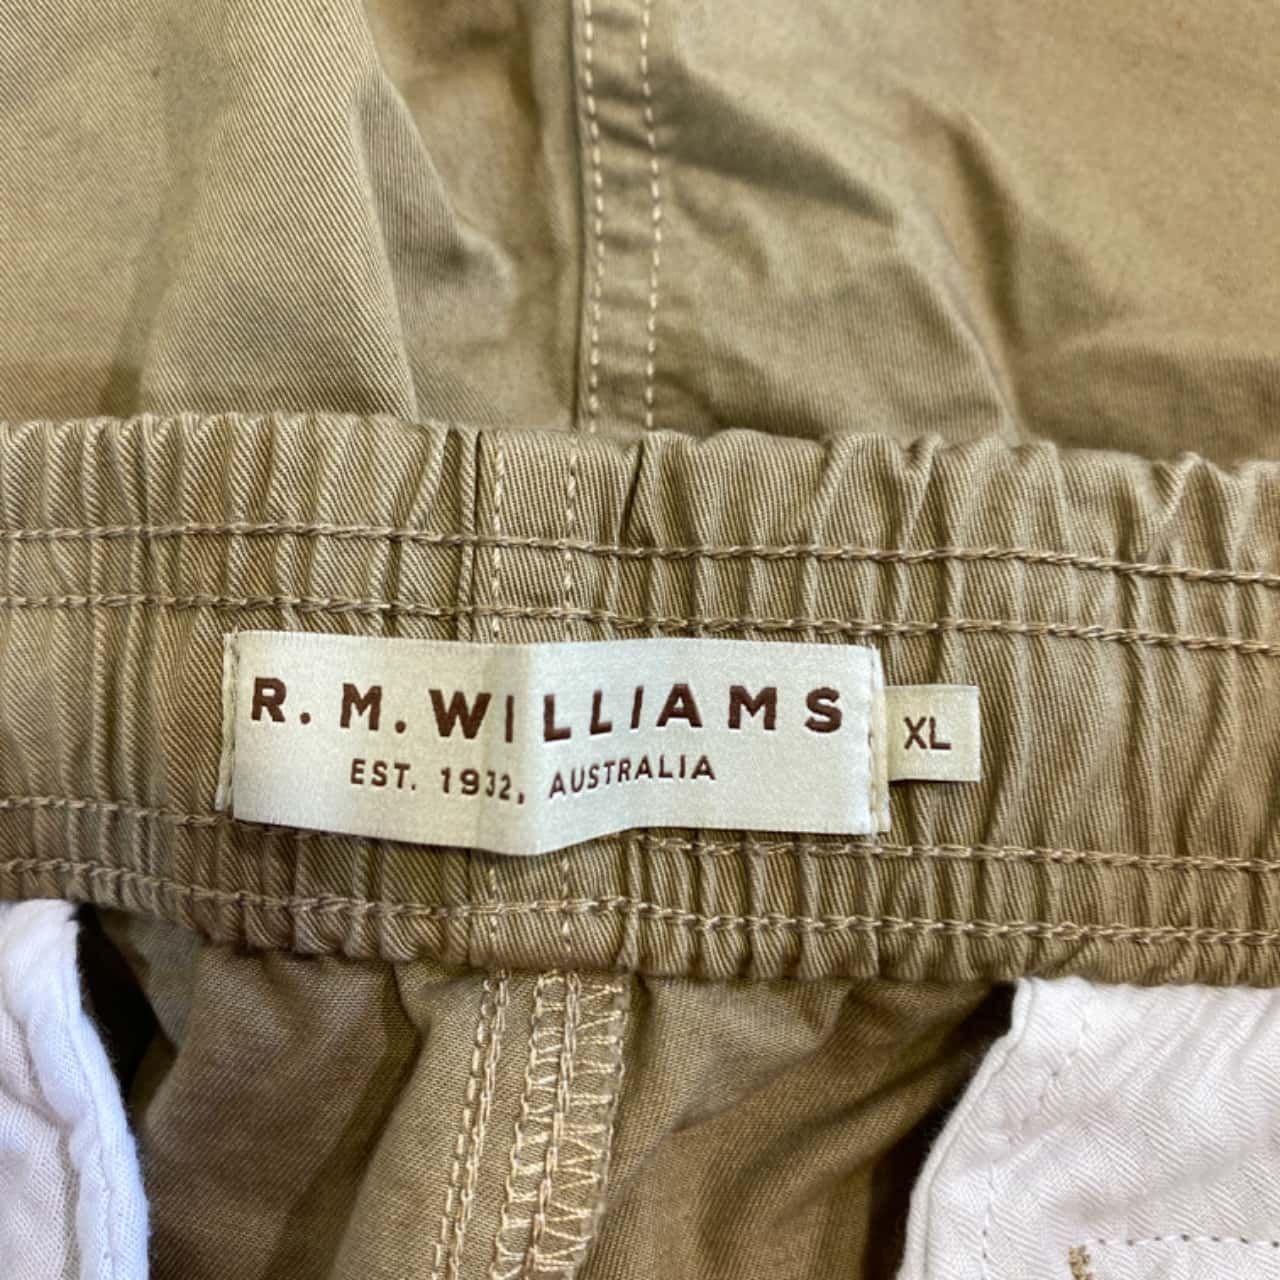 R. M. WILLIAMS
EST. 1932, AUSTRALIA
XL